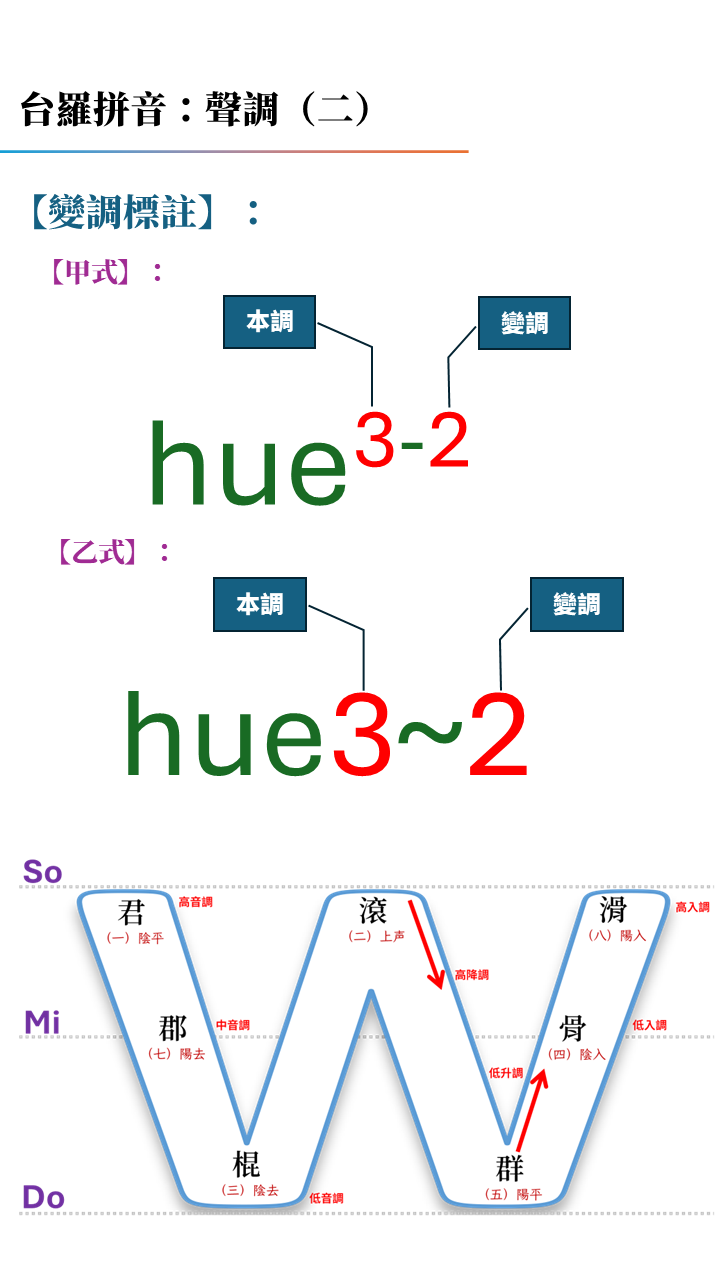 台羅拼音：聲調（二）
【變調標註】：
【甲式】：
本調
變調
hue3-2
【乙式】：
本調
變調
hue3~2
So
君
高音調
（一）陰平
滾
（二）上声
滑
高入調
（八）陽入
高降調
Mi
郡
中音調
（七）陽去
骨
低入調
（四）陰入
低升調
棍
（三）陰去
群
（五）陽平
Do
低音調